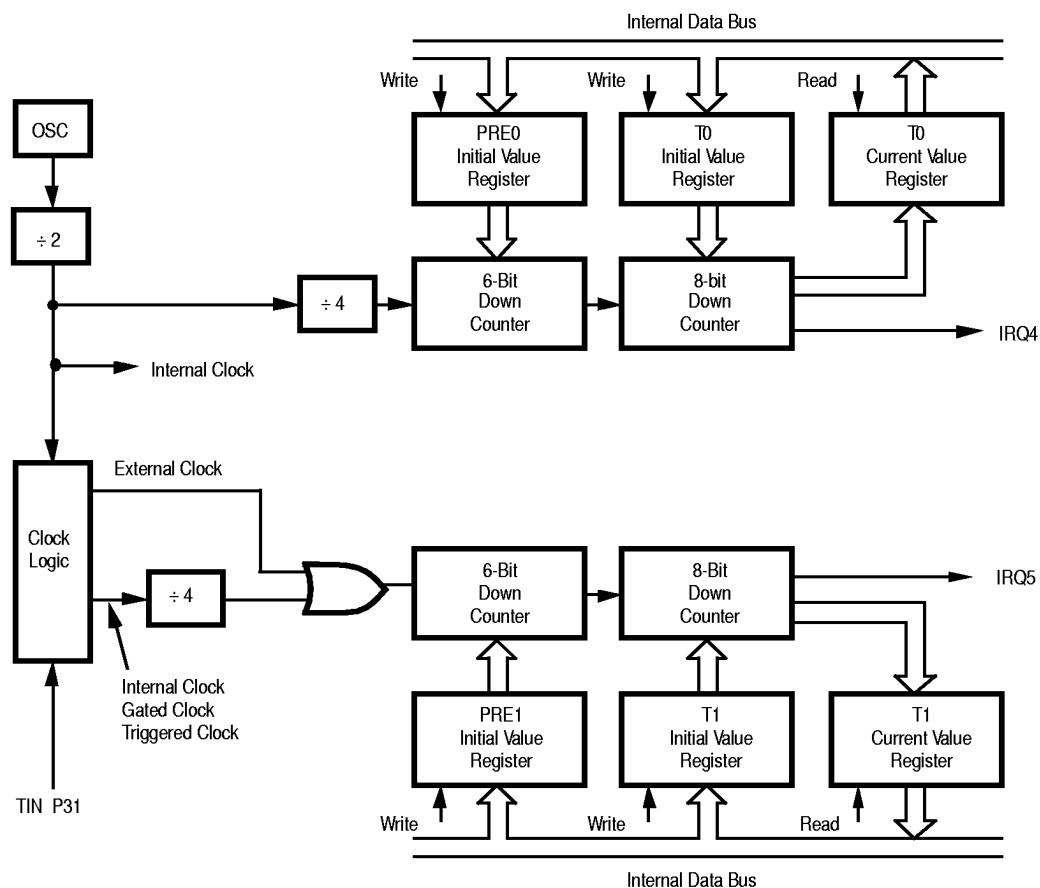 Internal Data Bus
Write
Write
Read
OSC
PRE0
Initial Value
Register
T0
Initial Value
Register
T0
Current Value
Register
÷ 2
÷ 4
6-Bit
Down
Counter
8-bit
Down
Counter
IRQ4
Internal Clock
External Clock
Clock
Logic
÷ 4
6-Bit
Down
Counter
8-Bit
Down
Counter
IRQ5
Internal Clock
Gated Clock
Triggered Clock
PRE1
Initial Value
Register
T1
Initial Value
Register
T1
Current Value
Register
TIN P31
Write
Write
Read
Internal Data Bus